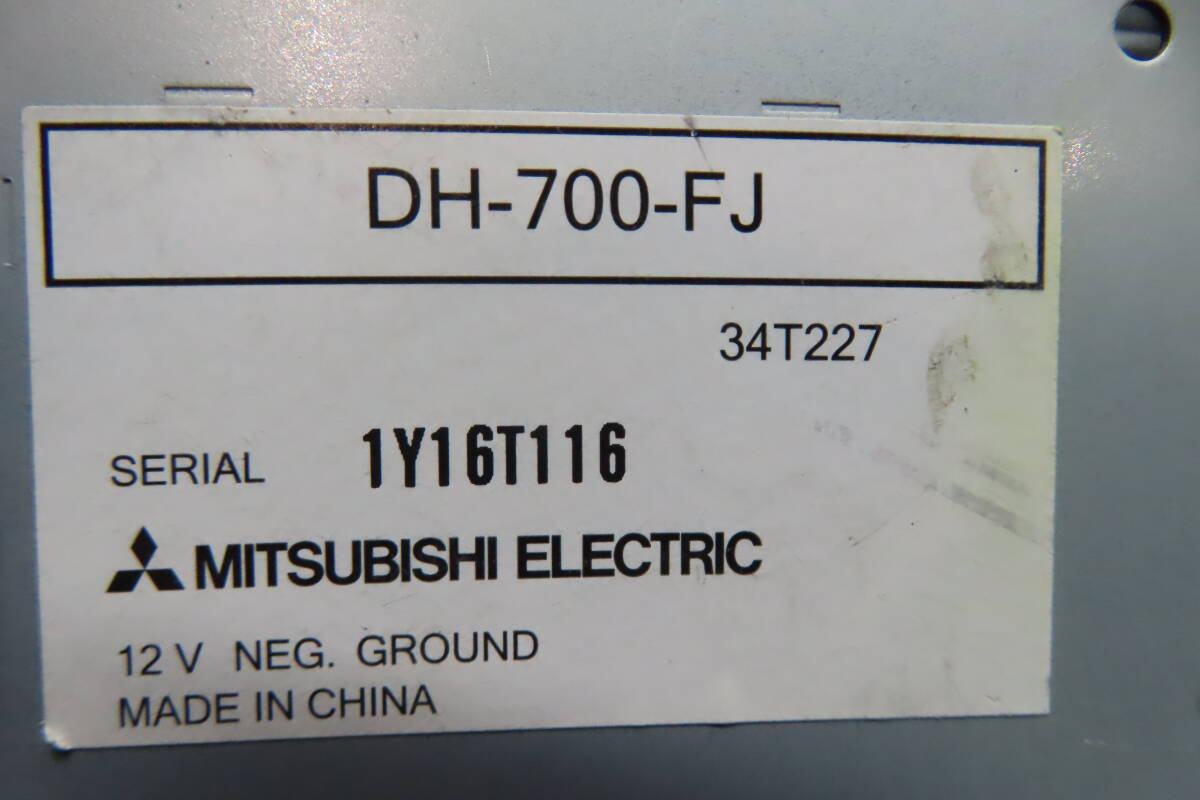 DH-700-FJ
34T227
SERIAL 1Y16T116
MITSUBISHI ELECTRIC
12 V NEG. GROUND
MADE IN CHINA